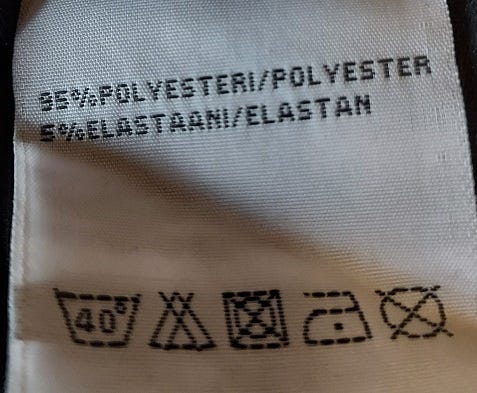 95%POLYESTERI/POLYESTER
5%ELASTAANI/ELASTAN
40°